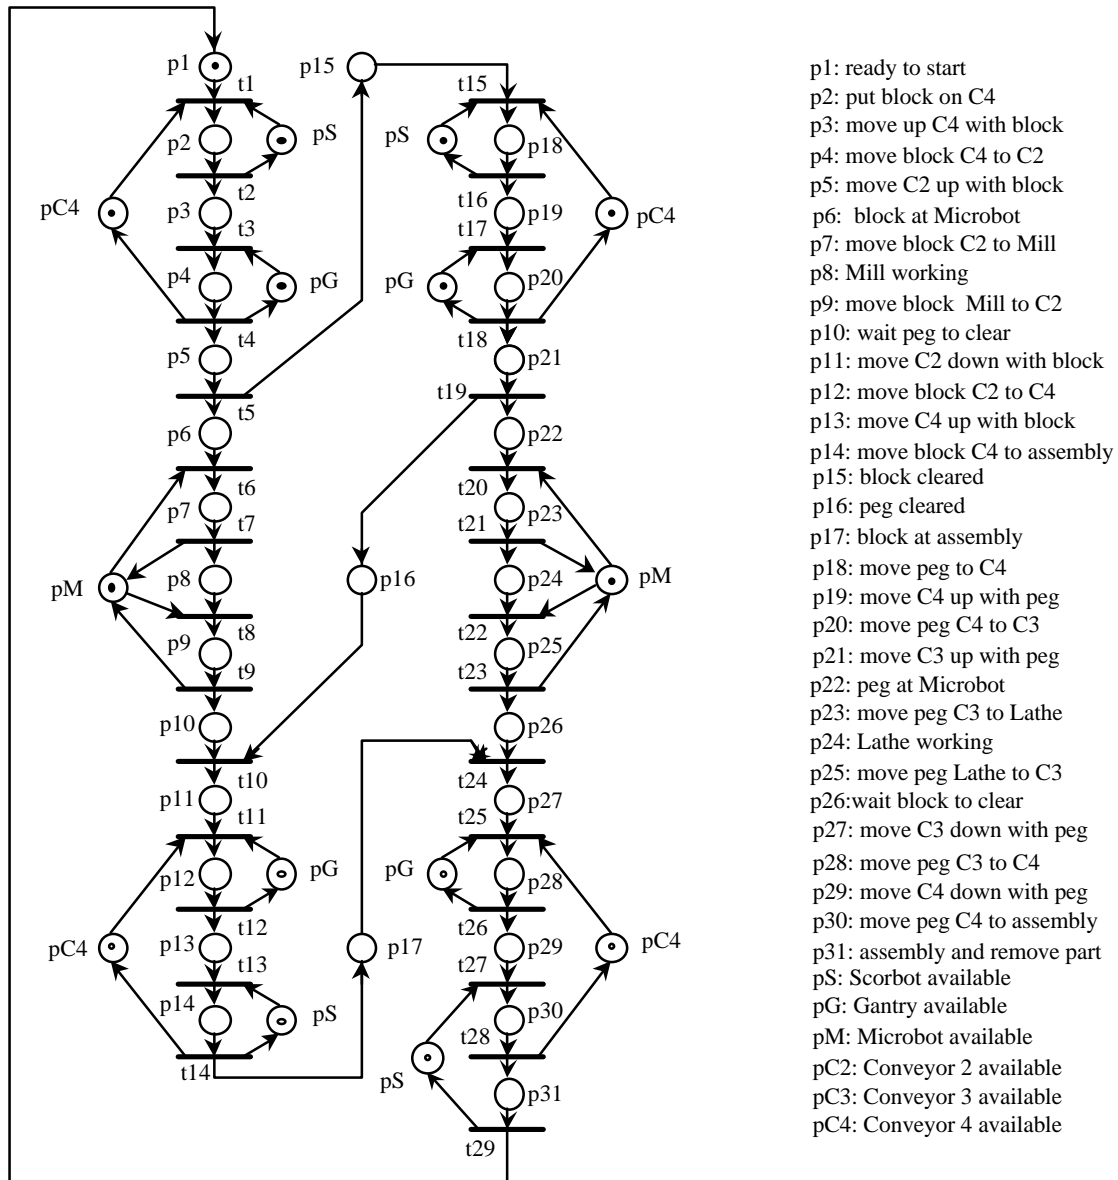 p1
t1
p2
pS
t2
p3
pC4
t3
p4
pG
t4
p5
t5
p6
t6
p7
t7
p8
pM
t8
p9
t9
p10
t10
p11
t11
p12
pG
t12
p13
pC4
t13
p14
pS
t14
p15
p16
p17
t15
pS
p18
t16
p19
t17
pC4
pG
p20
t18
p21
t19
p22
t20
p23
t21
p24
pM
t22
p25
t23
p26
t24
p27
t25
pG
p28
t26
p29
pC4
t27
p30
t28
pS
p31
t29
p1: ready to start
p2: put block on C4
p3: move up C4 with block
p4: move block C4 to C2
p5: move C2 up with block
p6: block at Microbot
p7: move block C2 to Mill
p8: Mill working
p9: move block Mill to C2
p10: wait peg to clear
p11: move C2 down with block
p12: move block C2 to C4
p13: move C4 up with block
p14: move block C4 to assembly
p15: block cleared
p16: peg cleared
p17: block at assembly
p18: move peg to C4
p19: move C4 up with peg
p20: move peg C4 to C3
p21: move C3 up with peg
p22: peg at Microbot
p23: move peg C3 to Lathe
p24: Lathe working
p25: move peg Lathe to C3
p26:wait block to clear
p27: move C3 down with peg
p28: move peg C3 to C4
p29: move C4 down with peg
p30: move peg C4 to assembly
p31: assembly and remove part
pS: Scorbot available
pG: Gantry available
pM: Microbot available
pC2: Conveyor 2 available
pC3: Conveyor 3 available
pC4: Conveyor 4 available